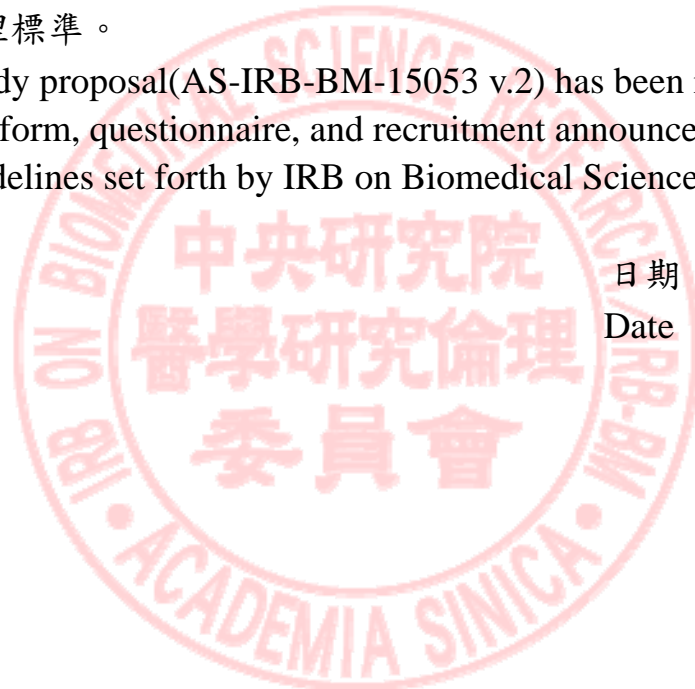 理標準。
dy proposal(AS-IRB-BM-15053 v.2) has been
form, questionnaire, and recruitment announce
delines set forth by IRB on Biomedical Science
日期
Date
IRB ON BIOMEDICAL SCIENCE RESEARCH / IRB-BM
中央研究院
醫學研究倫理
委員會
• ACADEMIA SINICA •